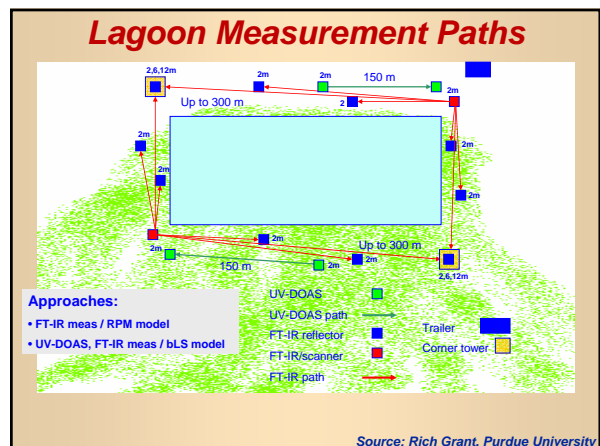 Lagoon Measurement Paths
2,6,12m
2m
2m
150 m
2m
Up to 300 m
2
2m
2m
2m
2m
2m
2m
2m
Up to 300 m
2m
2m
150 m
2m
2m
2,6,12m
Approaches:
• FT-IR meas / RPM model
• UV-DOAS, FT-IR meas / bLS model
UV-DOAS
UV-DOAS path
FT-IR reflector
FT-IR/scanner
FT-IR path
Trailer
Corner tower
Source: Rich Grant, Purdue University